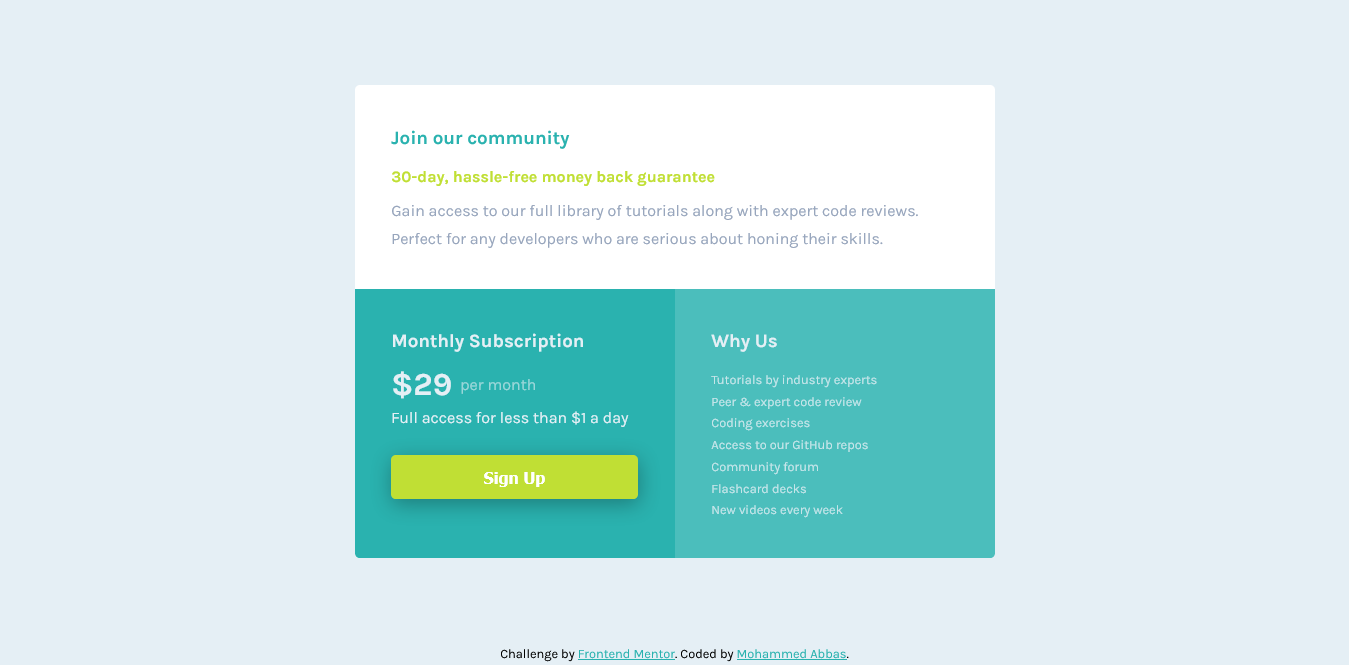 Join our community
30-day, hassle-free money back guarantee
Gain access to our full library of tutorials along with expert code reviews.
Perfect for any developers who are serious about honing their skills.
Monthly Subscription
$29 per month
Full access for less than $1 a day
Sign Up
Why Us
Tutorials by industry experts
Peer & expert code review
Coding exercises
Access to our GitHub repos
Community forum
Flashcard decks
New videos every week
Challenge by Frontend Mentor. Coded by Mohammed Abbas.